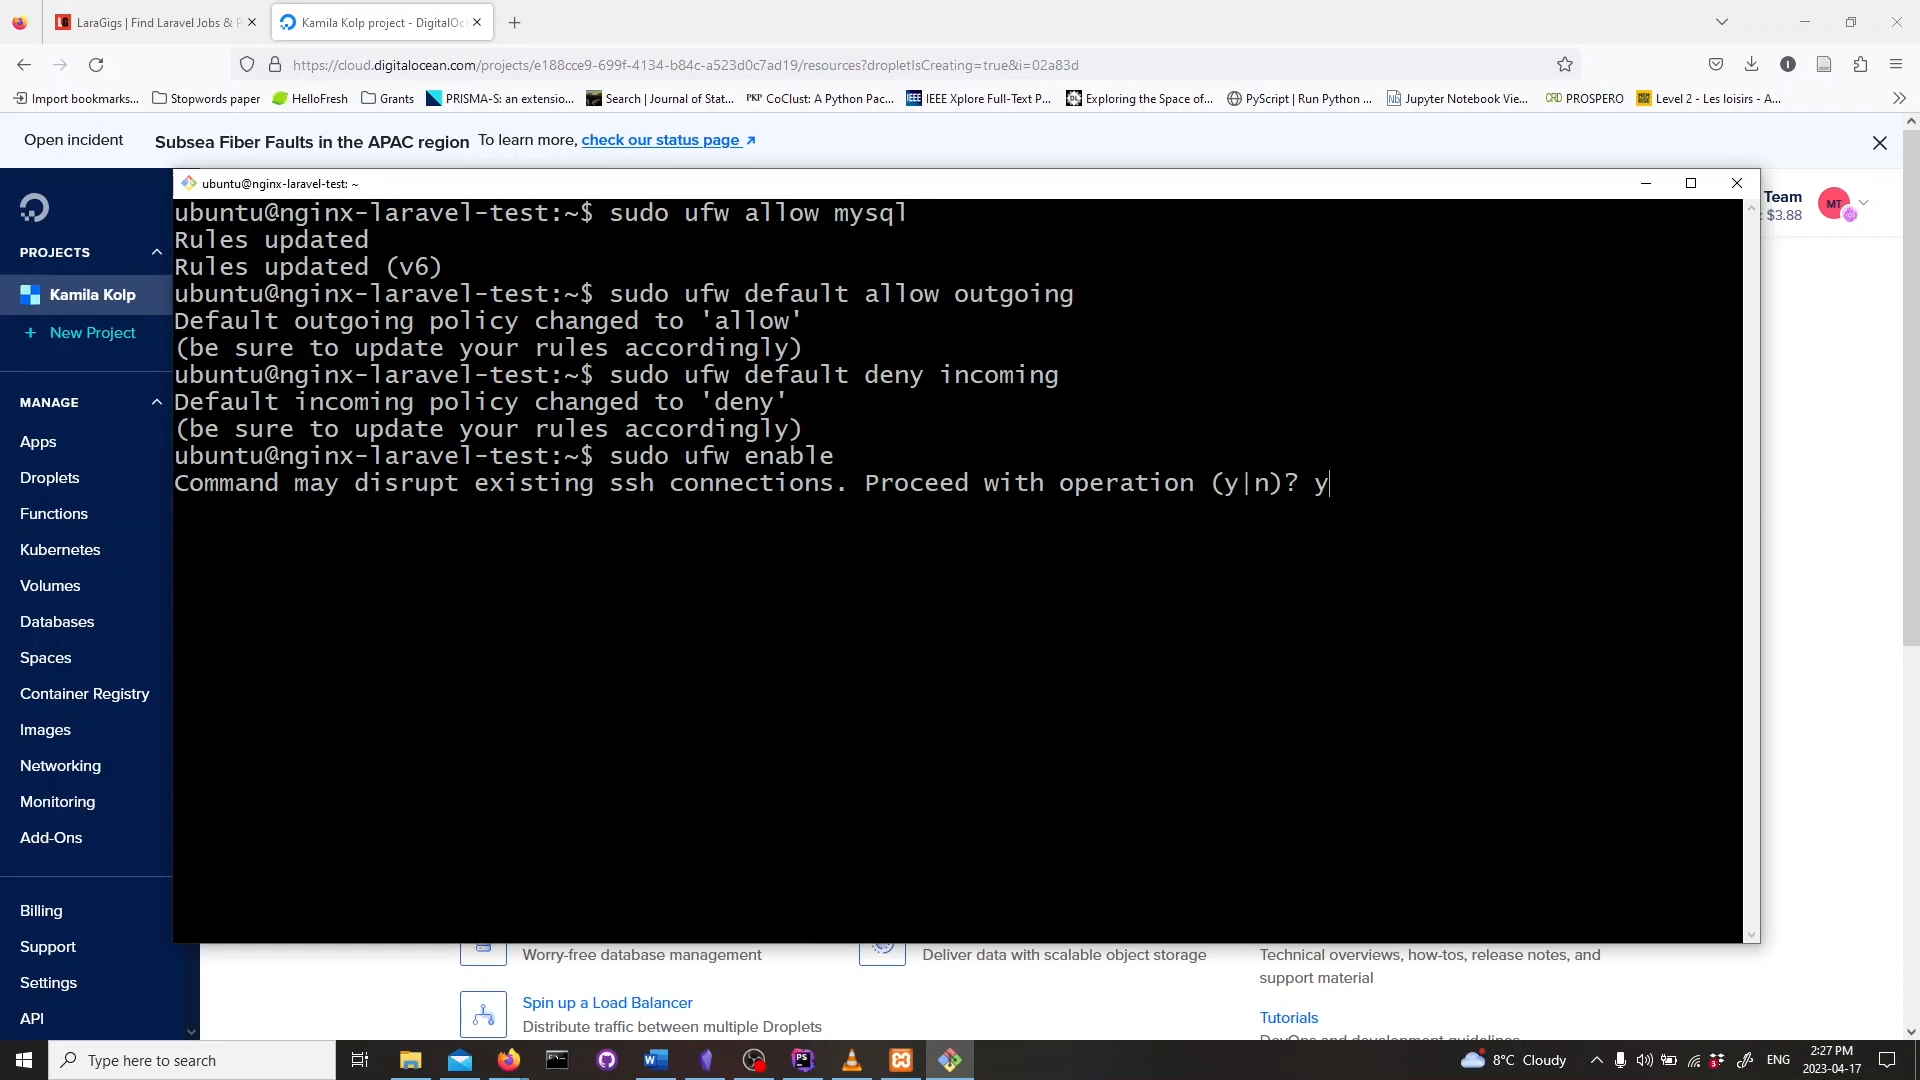 LaraGigs | Find Laravel Jobs & P
Kamila Kolp project - DigitalOc
https://cloud.digitalocean.com/projects/e188cce9-699f-4134-b84c-a523d0c7ad19/resources?dropletIsCreating=true&i=02a83d
Import bookmarks... Stopwords paper HelloFresh Grants PRISMA-S: an extensio... Search | Journal of Stat... PKP CoClust: A Python Pac... IEEE IEEE Xplore Full-Text P... Exploring the Space of... PyScript | Run Python ... Jupyter Notebook Vie... CRD PROSPERO Level 2 - Les loisirs - A...
Open incident Subsea Fiber Faults in the APAC region To learn more, check our status page
ubuntu@nginx-laravel-test: ~
Team
: $3.88
MT
PROJECTS
Kamila Kolp
+ New Project
MANAGE
Apps
Droplets
Functions
Kubernetes
Volumes
Databases
Spaces
Container Registry
Images
Networking
Monitoring
Add-Ons
Billing
Support
Settings
API
ubuntu@nginx-laravel-test:~$ sudo ufw allow mysql
Rules updated
Rules updated (v6)
ubuntu@nginx-laravel-test:~$ sudo ufw default allow outgoing
Default outgoing policy changed to 'allow'
(be sure to update your rules accordingly)
ubuntu@nginx-laravel-test:~$ sudo ufw default deny incoming
Default incoming policy changed to 'deny'
(be sure to update your rules accordingly)
ubuntu@nginx-laravel-test:~$ sudo ufw enable
Command may disrupt existing ssh connections. Proceed with operation (y|n)? y
Worry-free database management
Deliver data with scalable object storage
Technical overviews, how-tos, release notes, and
support material
Spin up a Load Balancer
Distribute traffic between multiple Droplets
Tutorials
DevOps and development guidelines
Type here to search
8°C Cloudy
ENG
2:27 PM
2023-04-17